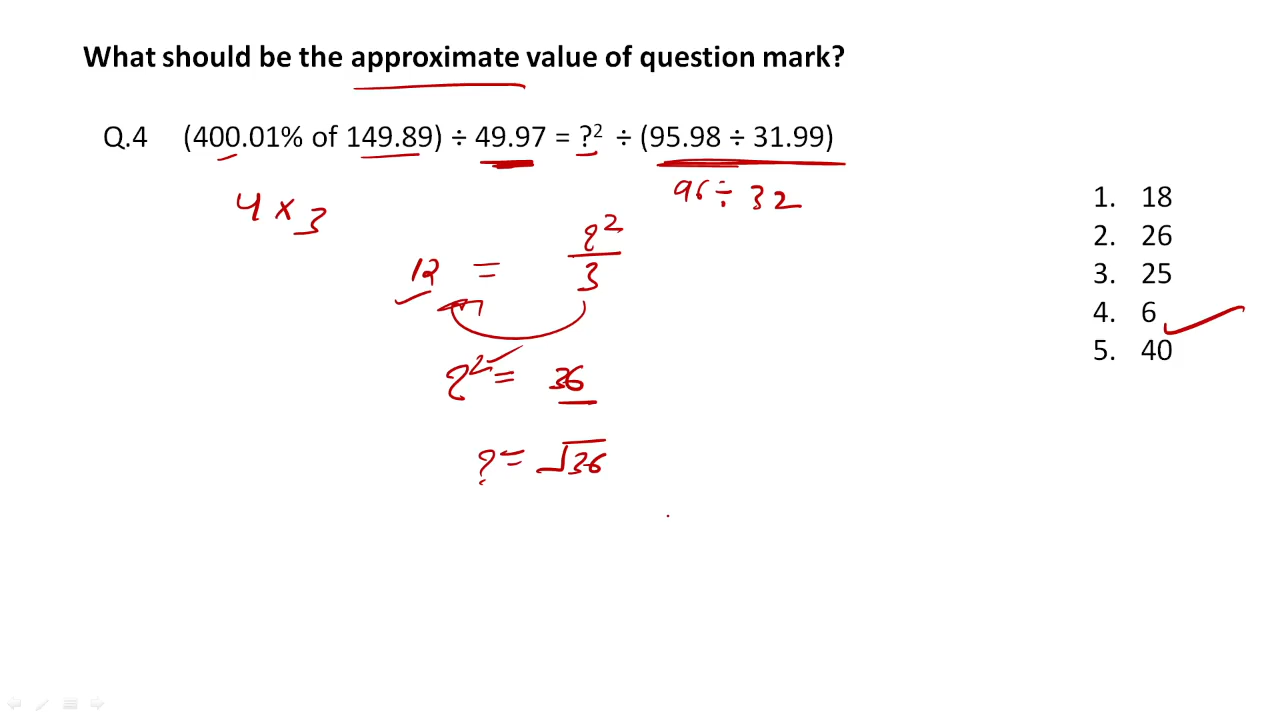 What should be the approximate value of question mark?
Q.4 (400.01% of 149.89) ÷ 49.97 = ?² ÷ (95.98 ÷ 31.99)
96 ÷ 32
4 × 3
1. 18
2. 26
3. 25
4. 6
5. 40
12 = ?²/3
?² = 36
? = √36